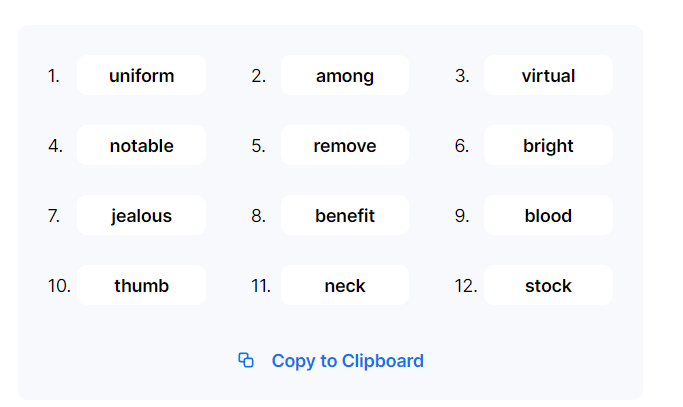 1. uniform 2. among 3. virtual
4. notable 5. remove 6. bright
7. jealous 8. benefit 9. blood
10. thumb 11. neck 12. stock
Copy to Clipboard